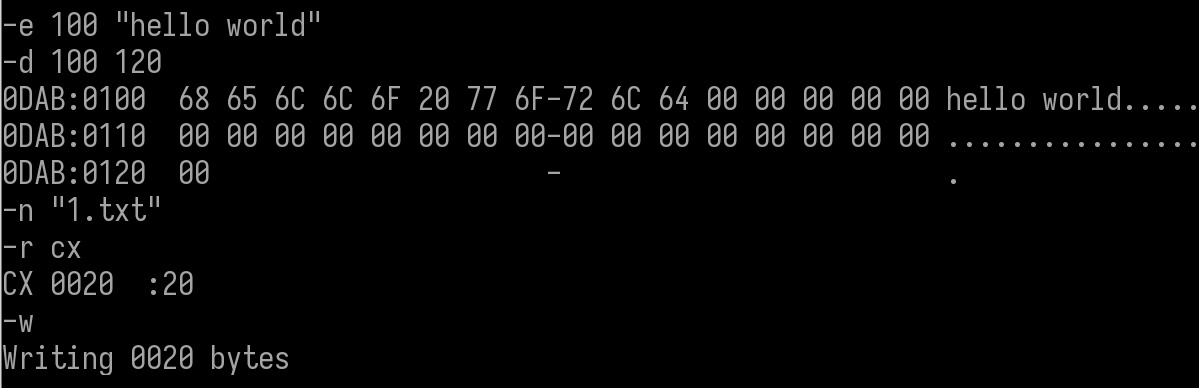 -e 100 "hello world"
-d 100 120
0DAB:0100  68 65 6C 6C 6F 20 77 6F-72 6C 64 00 00 00 00 00 hello world.....
0DAB:0110  00 00 00 00 00 00 00 00-00 00 00 00 00 00 00 00 ................
0DAB:0120  00                     -                        .
-n "1.txt"
-r cx
CX 0020  :20
-w
Writing 0020 bytes